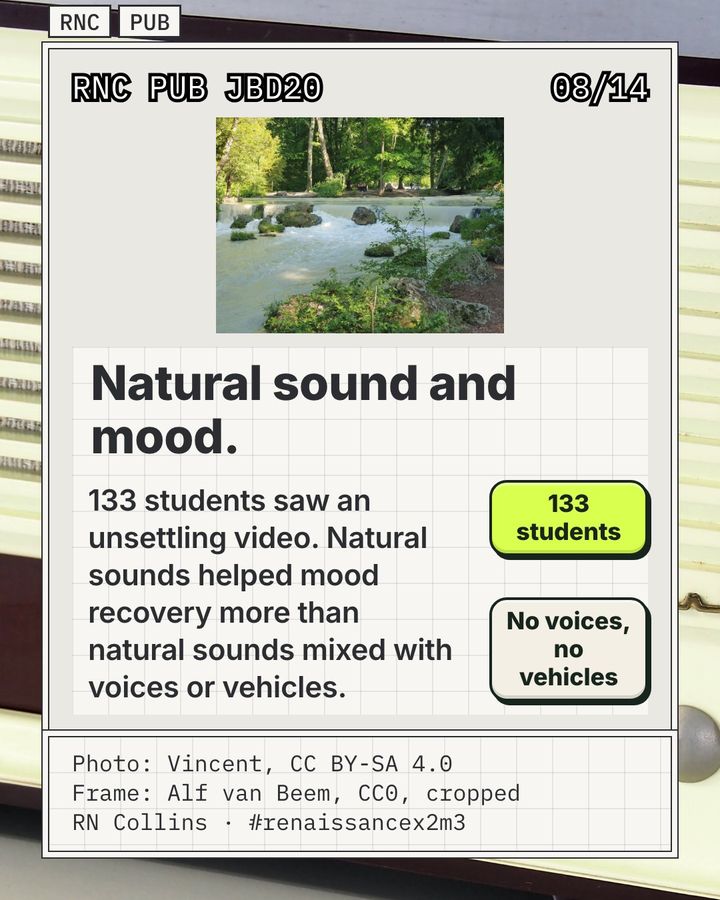 RNC PUB
RNC PUB JBD20 08/14
Natural sound and
mood.
133 students saw an
unsettling video. Natural
sounds helped mood
recovery more than
natural sounds mixed with
voices or vehicles.
133
students
No voices,
no
vehicles
Photo: Vincent, CC BY-SA 4.0
Frame: Alf van Beem, CC0, cropped
RN Collins · #renaissancex2m3